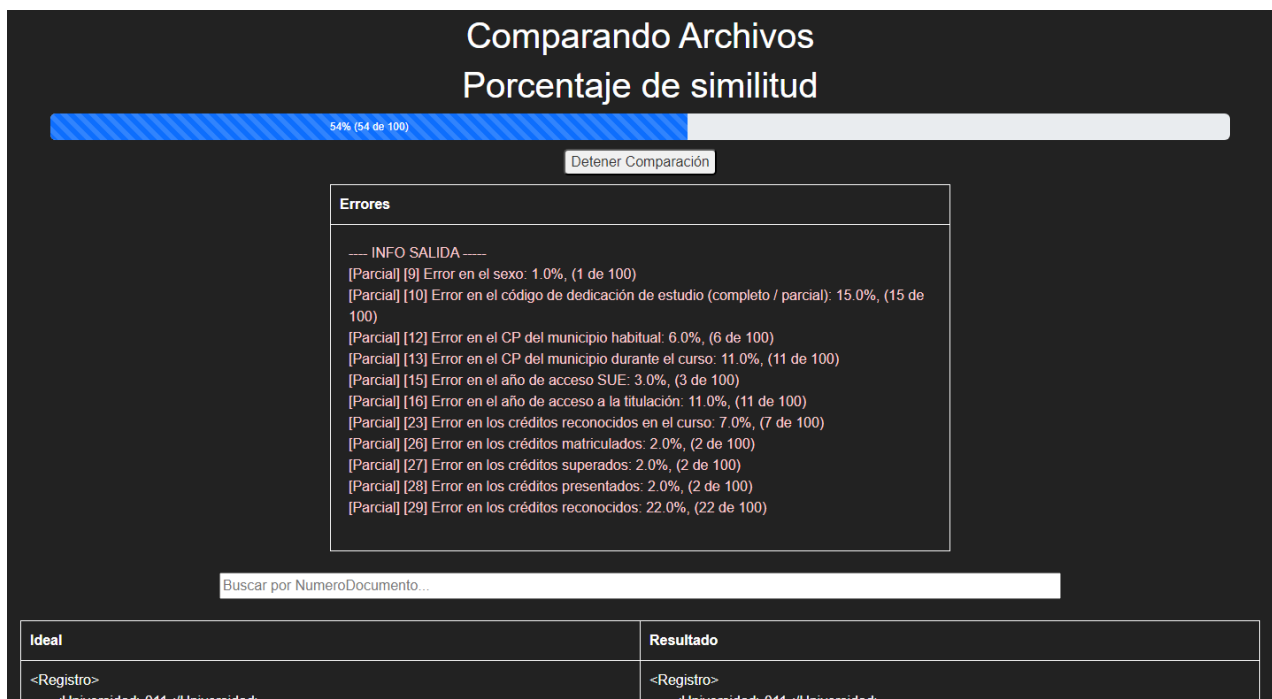 Comparando Archivos
Porcentaje de similitud
54% (54 de 100)
Detener Comparación
Errores
---- INFO SALIDA -----
[Parcial] [9] Error en el sexo: 1.0%, (1 de 100)
[Parcial] [10] Error en el código de dedicación de estudio (completo / parcial): 15.0%, (15 de
100)
[Parcial] [12] Error en el CP del municipio habitual: 6.0%, (6 de 100)
[Parcial] [13] Error en el CP del municipio durante el curso: 11.0%, (11 de 100)
[Parcial] [15] Error en el año de acceso SUE: 3.0%, (3 de 100)
[Parcial] [16] Error en el año de acceso a la titulación: 11.0%, (11 de 100)
[Parcial] [23] Error en los créditos reconocidos en el curso: 7.0%, (7 de 100)
[Parcial] [26] Error en los créditos matriculados: 2.0%, (2 de 100)
[Parcial] [27] Error en los créditos superados: 2.0%, (2 de 100)
[Parcial] [28] Error en los créditos presentados: 2.0%, (2 de 100)
[Parcial] [29] Error en los créditos reconocidos: 22.0%, (22 de 100)
Buscar por NumeroDocumento...
Ideal
Resultado
<Registro>
<Registro>